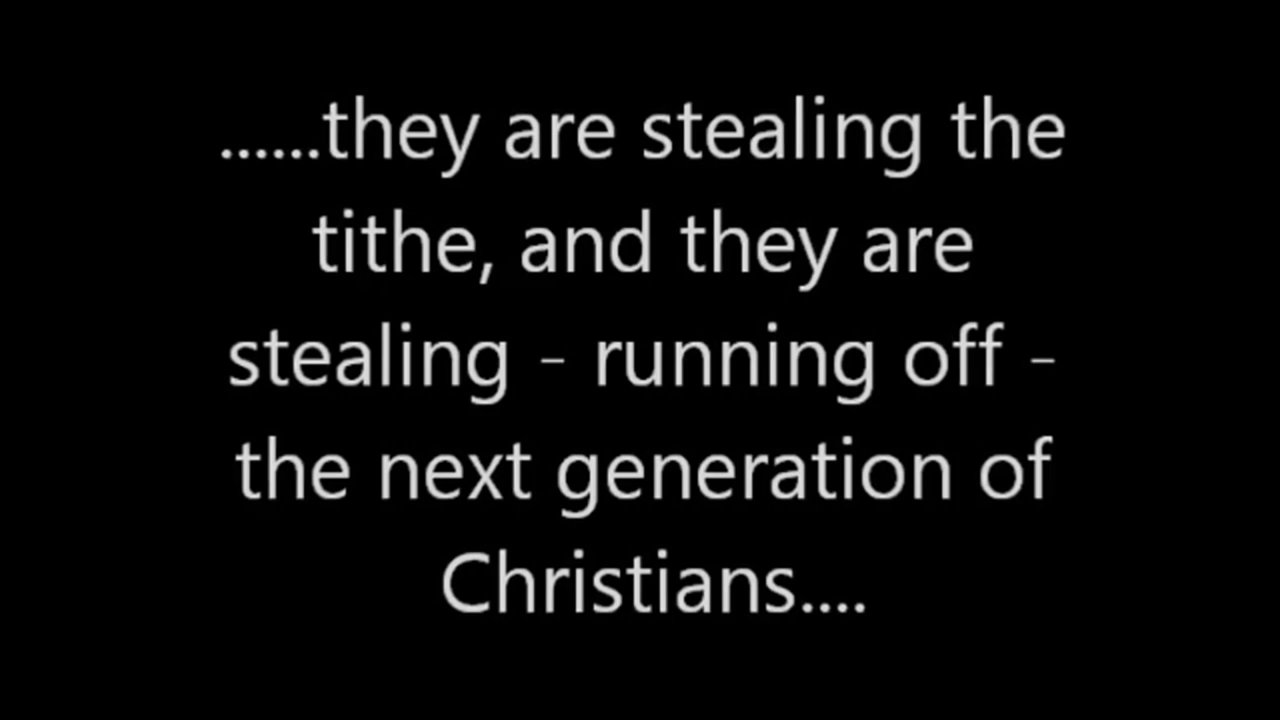 ......they are stealing the
tithe, and they are
stealing - running off -
the next generation of
Christians....